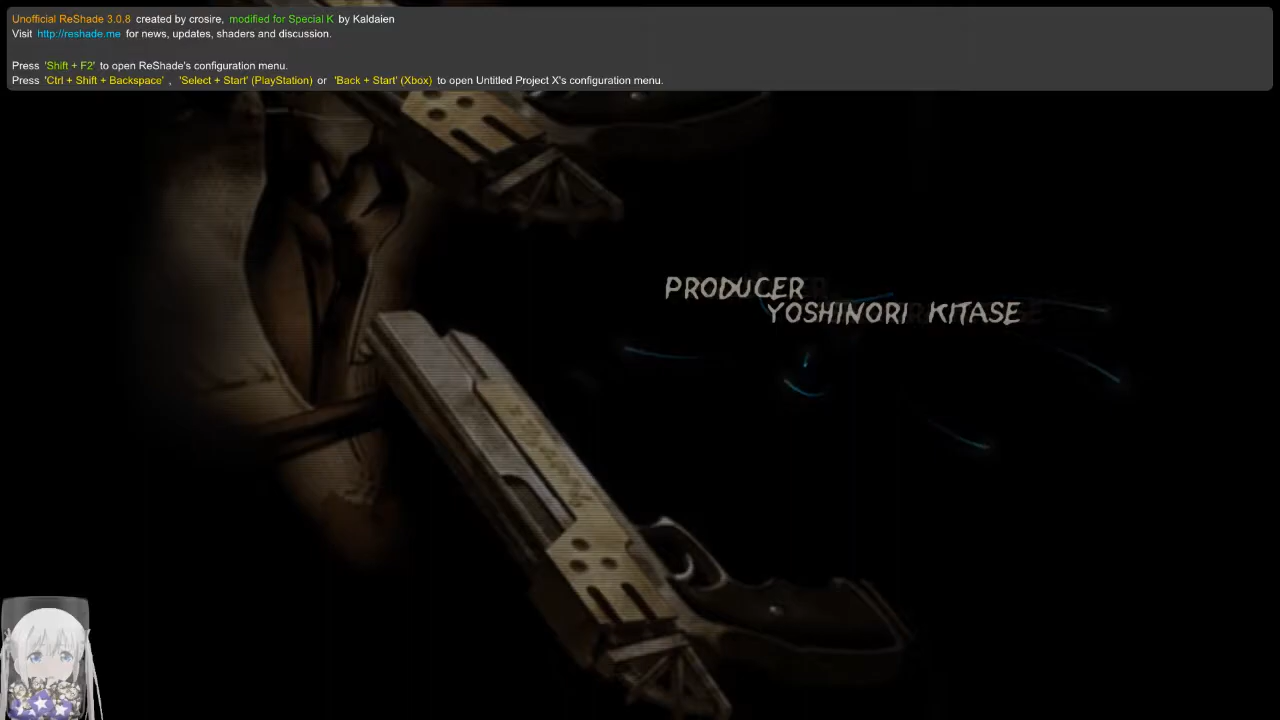 Unofficial ReShade 3.0.8 created by crosire, modified for Special K by Kaldaien
Visit http://reshade.me for news, updates, shaders and discussion.
Press 'Shift + F2' to open ReShade's configuration menu.
Press 'Ctrl + Shift + Backspace' , 'Select + Start' (PlayStation) or 'Back + Start' (Xbox) to open Untitled Project X's configuration menu.
PRODUCER
YOSHINORI KITASE